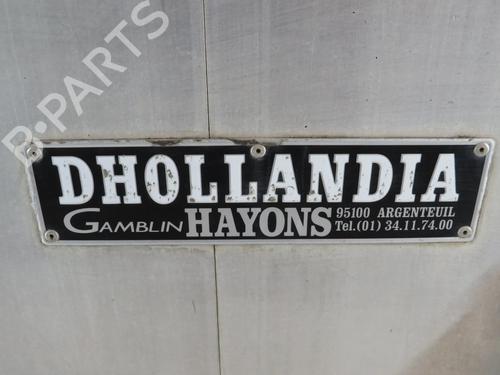 B-PARTS
DHOLLANDIA
GAMBLIN HAYONS 95100 ARGENTEUIL
Tel.(01) 34.11.74.00